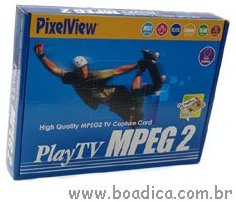 PixelView
High Quality MPEG2 TV Capture Card
PlayTV MPEG 2
www.boadica.com.br